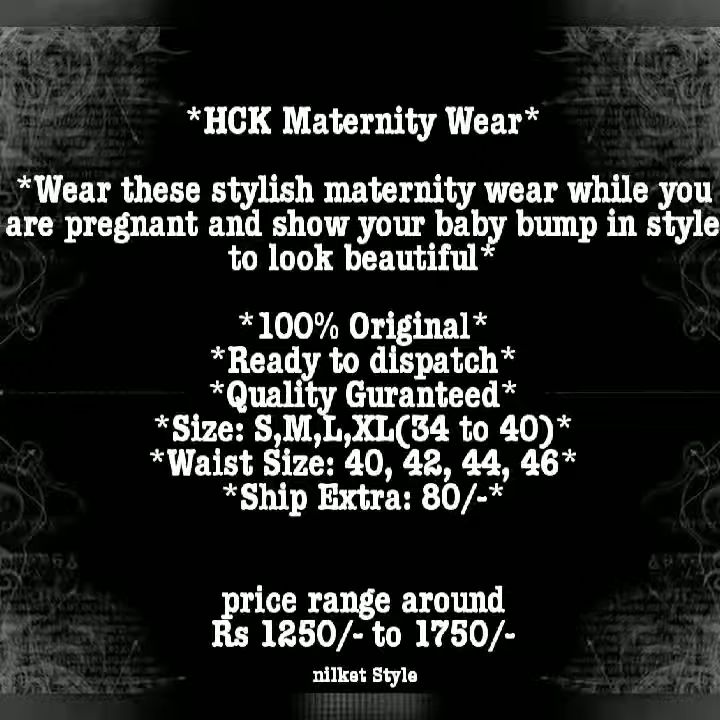 *HCK Maternity Wear*
*Wear these stylish maternity wear while you
are pregnant and show your baby bump in style
to look beautiful*
*100% Original*
*Ready to dispatch*
*Quality Guranteed*
*Size: S,M,L,XL(34 to 40)*
*Waist Size: 40, 42, 44, 46*
*Ship Extra: 80/-*
price range around
Rs 1250/- to 1750/-
nilket Style